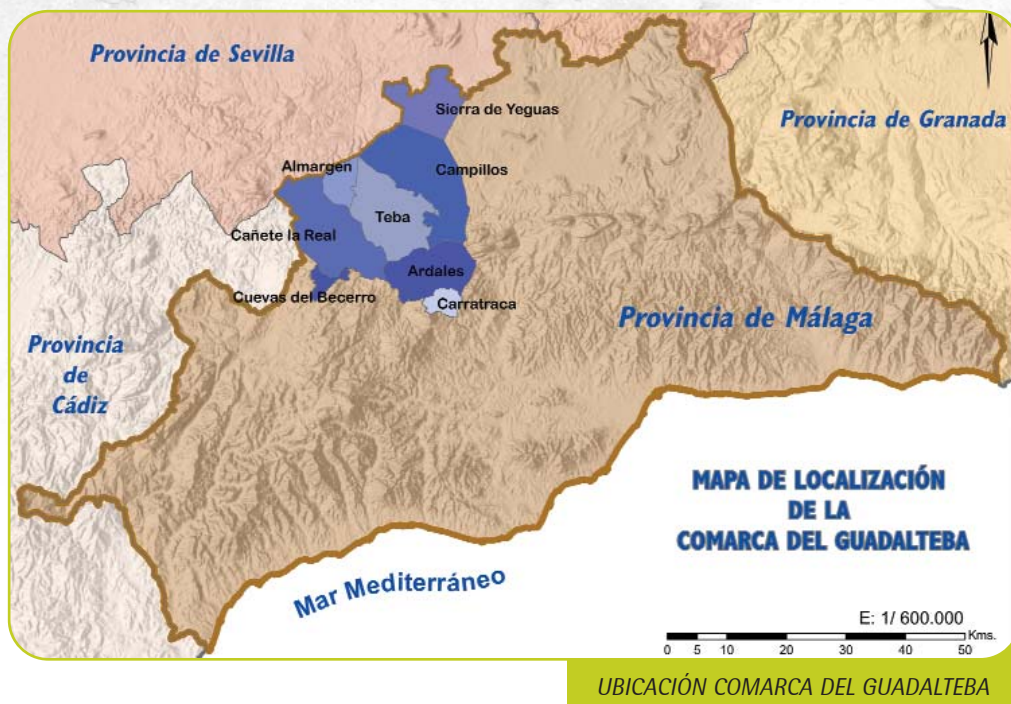 Provincia de Sevilla
Sierra de Yeguas
Provincia de Granada
Almargen
Campillos
Teba
Cañete la Real
Ardales
Cuevas del Becerro
Carratraca
Provincia de Málaga
Provincia
de
Cádiz
MAPA DE LOCALIZACIÓN
DE LA
COMARCA DEL GUADALTEBA
Mar Mediterráneo
E: 1/ 600.000
Kms.
0 5 10 20 30 40 50
UBICACIÓN COMARCA DEL GUADALTEBA